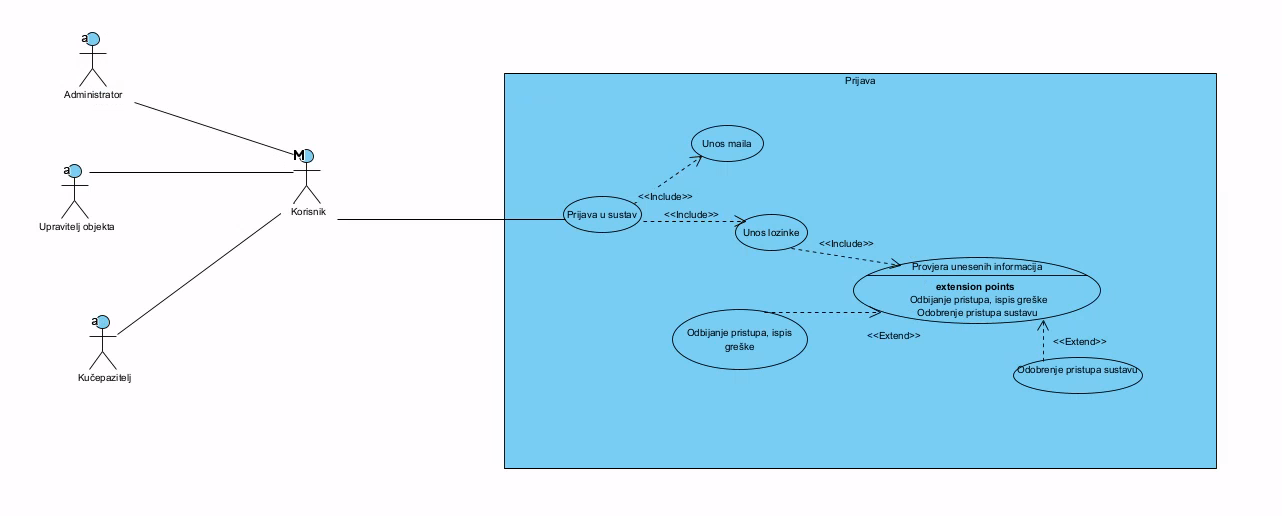 a
Administrator
a
Upravitelj objekta
M
Korisnik
a
Kučepazitelj
Prijava
Unos maila
<<Include>>
Prijava u sustav
<<Include>>
Unos lozinke
<<Include>>
Provjera unesenih informacija
extension points
Odbijanje pristupa, ispis greške
Odobrenje pristupa sustavu
Odbijanje pristupa, ispis
greške
<<Extend>>
<<Extend>>
Odobrenje pristupa sustavu